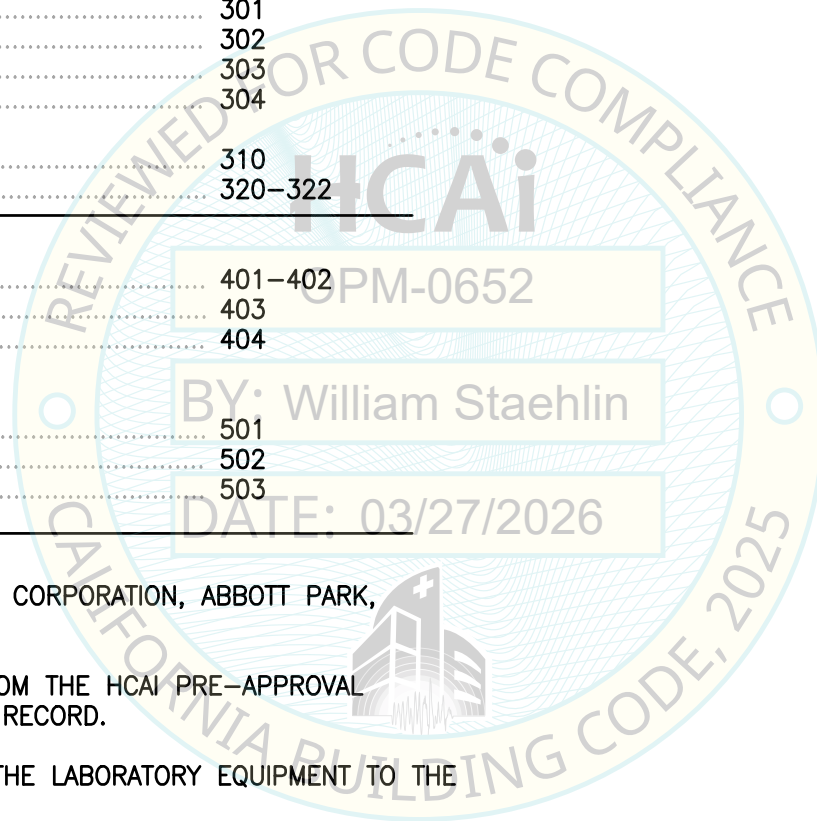 301
302
303
304
310
320-322
401-402
403
404
501
502
503
CORPORATION, ABBOTT PARK,
OM THE HCAI PRE-APPROVAL
RECORD.
THE LABORATORY EQUIPMENT TO THE
REVIEWED FOR CODE COMPLIANCE
HCAi
OPM-0652
BY: William Staehlin
DATE: 03/27/2026
CALIFORNIA BUILDING CODE, 2025